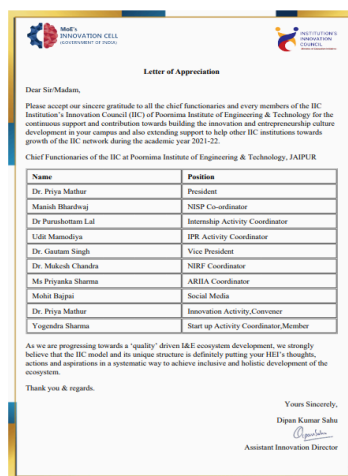 MoE's
INNOVATION CELL
(GOVERNMENT OF INDIA)
INSTITUTION'S
INNOVATION
COUNCIL
Letter of Appreciation
Dear Sir/Madam,
Please accept our sincere gratitude to all the chief functionaries and every members of the IIC
Institution's Innovation Council (IIC) of Poornima Institute of Engineering & Technology for the
continuous support and contribution towards building the innovation and entrepreneurship culture
development in your campus and also extending support to help other IIC institutions towards
growth of the IIC network during the academic year 2021-22.
Chief Functionaries of the IIC at Poornima Institute of Engineering & Technology, JAIPUR
Name Position
Dr. Priya Mathur President
Manish Bhardwaj NISP Co-ordinator
Dr Purushottam Lal Internship Activity Coordinator
Udit Mamodiya IPR Activity Coordinator
Dr. Gautam Singh Vice President
Dr. Mukesh Chandra NIRF Coordinator
Ms Priyanka Sharma ARIIA Coordinator
Mohit Bajpai Social Media
Dr. Priya Mathur Innovation Activity,Convener
Yogendra Sharma Start up Activity Coordinator,Member
As we are progressing towards a 'quality' driven I&E ecosystem development, we strongly
believe that the IIC model and its unique structure is definitely putting your HEI's thoughts,
actions and aspirations in a systematic way to achieve inclusive and holistic development of the
ecosystem.
Thank you & regards.
Yours Sincerely,
Dipan Kumar Sahu
Assistant Innovation Director